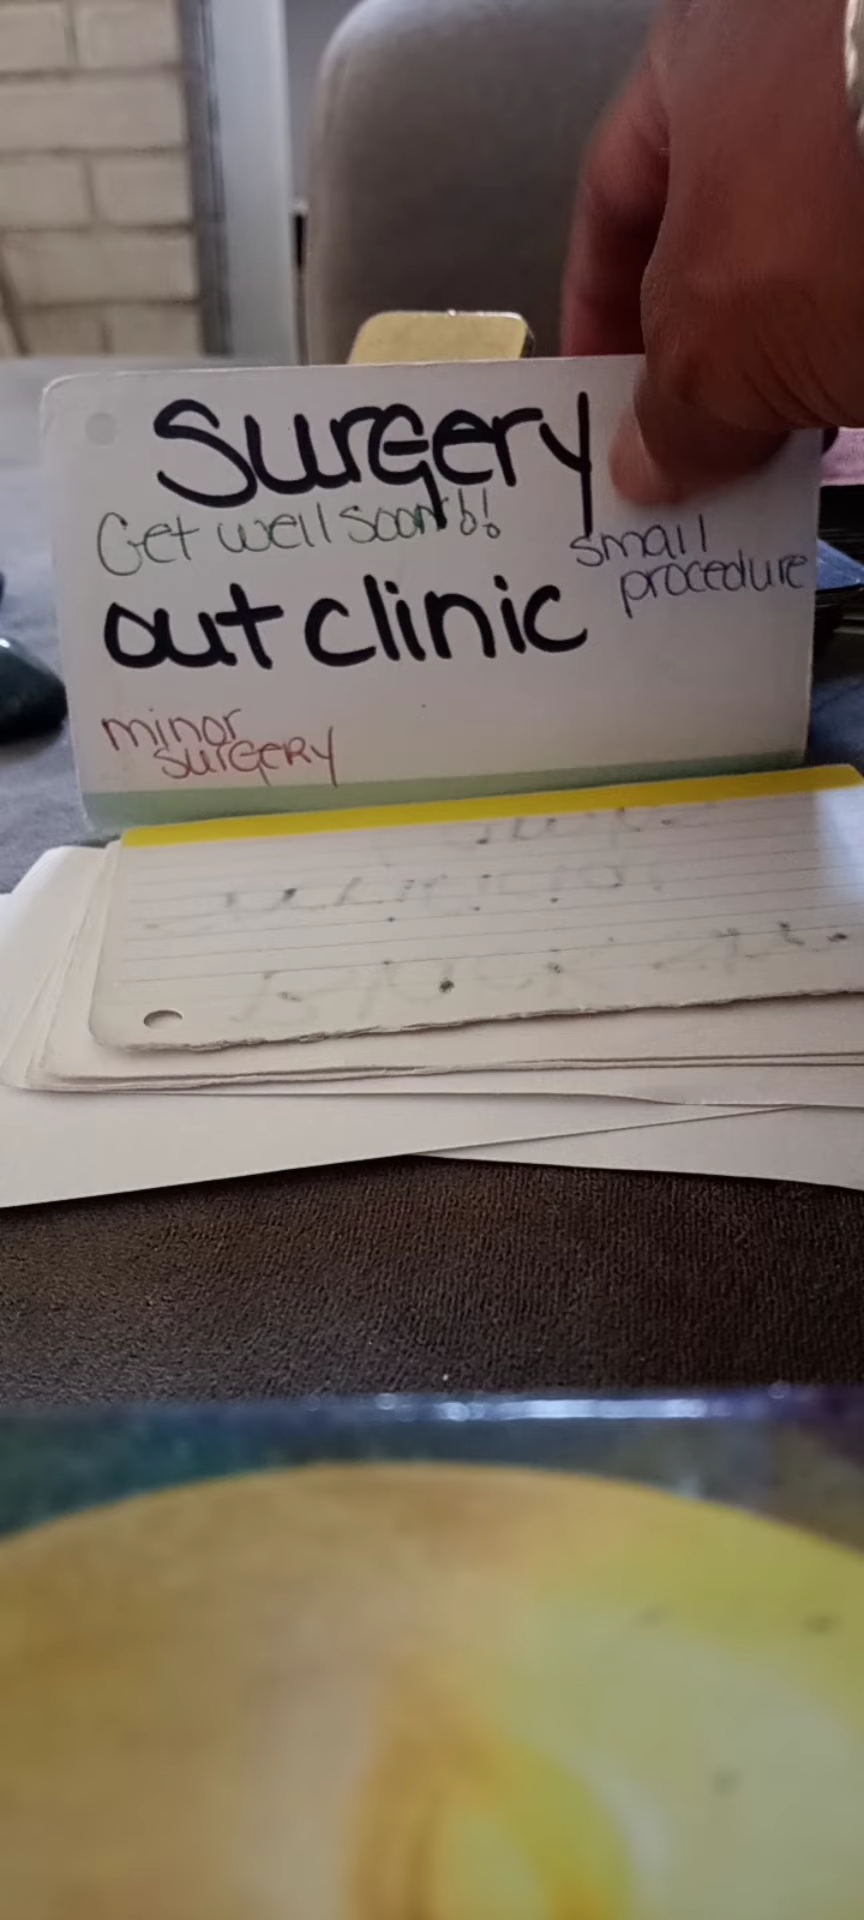 Surgery
Get well soon!!
small
procedure
out clinic
minor
surgery